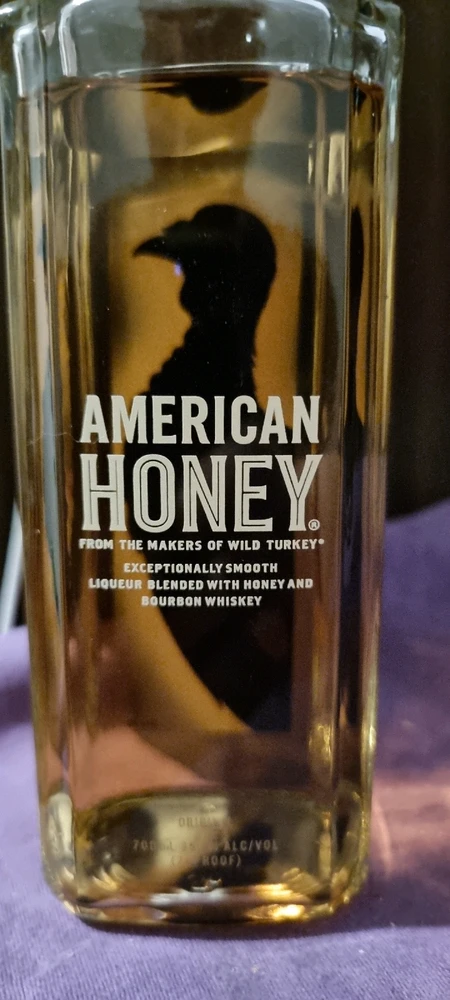 AMERICAN
HONEY®
FROM THE MAKERS OF WILD TURKEY®
EXCEPTIONALLY SMOOTH
LIQUEUR BLENDED WITH HONEY AND
BOURBON WHISKEY
ALC/VOL